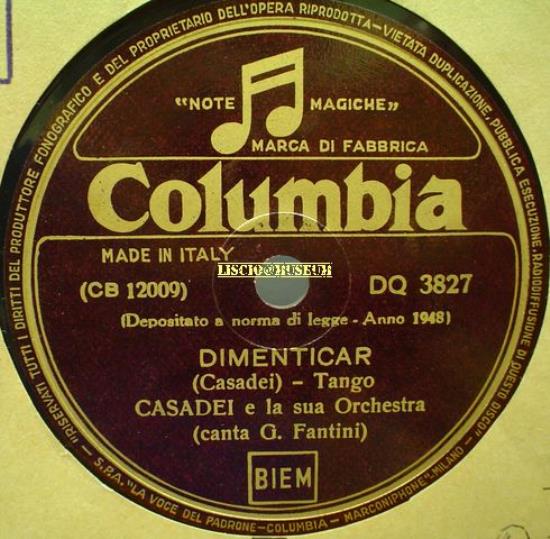 "RISERVATI TUTTI I DIRITTI DEL PRODUTTORE FONOGRAFICO E DEL PROPRIETARIO DELL'OPERA RIPRODOTTA-VIETATA DUPLICAZIONE, PUBBLICA ESECUZIONE, RADIODIFFUSIONE DI QUESTO DISCO"
"NOTE MAGICHE"
MARCA DI FABBRICA
Columbia
MADE IN ITALY
LISCIO@MUSEUM
(CB 12009) DQ 3827
(Depositato a norma di legge - Anno 1948)
DIMENTICAR
(Casadei) - Tango
CASADEI e la sua Orchestra
(canta G. Fantini)
BIEM
- S.P.A. "LA VOCE DEL PADRONE-COLUMBIA - MARCONIPHONE"-MILANO -